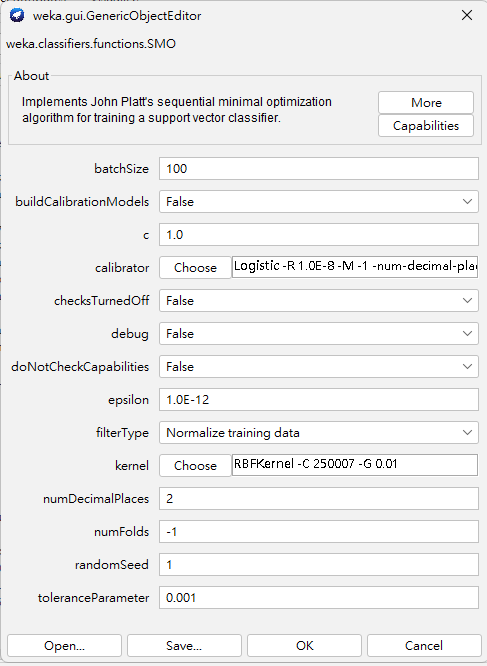 weka.gui.GenericObjectEditor
weka.classifiers.functions.SMO
About
Implements John Platt's sequential minimal optimization
algorithm for training a support vector classifier.
More
Capabilities
batchSize 100
buildCalibrationModels False
c 1.0
calibrator Choose Logistic -R 1.0E-8 -M -1 -num-decimal-plac
checksTurnedOff False
debug False
doNotCheckCapabilities False
epsilon 1.0E-12
filterType Normalize training data
kernel Choose RBFKernel -C 250007 -G 0.01
numDecimalPlaces 2
numFolds -1
randomSeed 1
toleranceParameter 0.001
Open... Save... OK Cancel